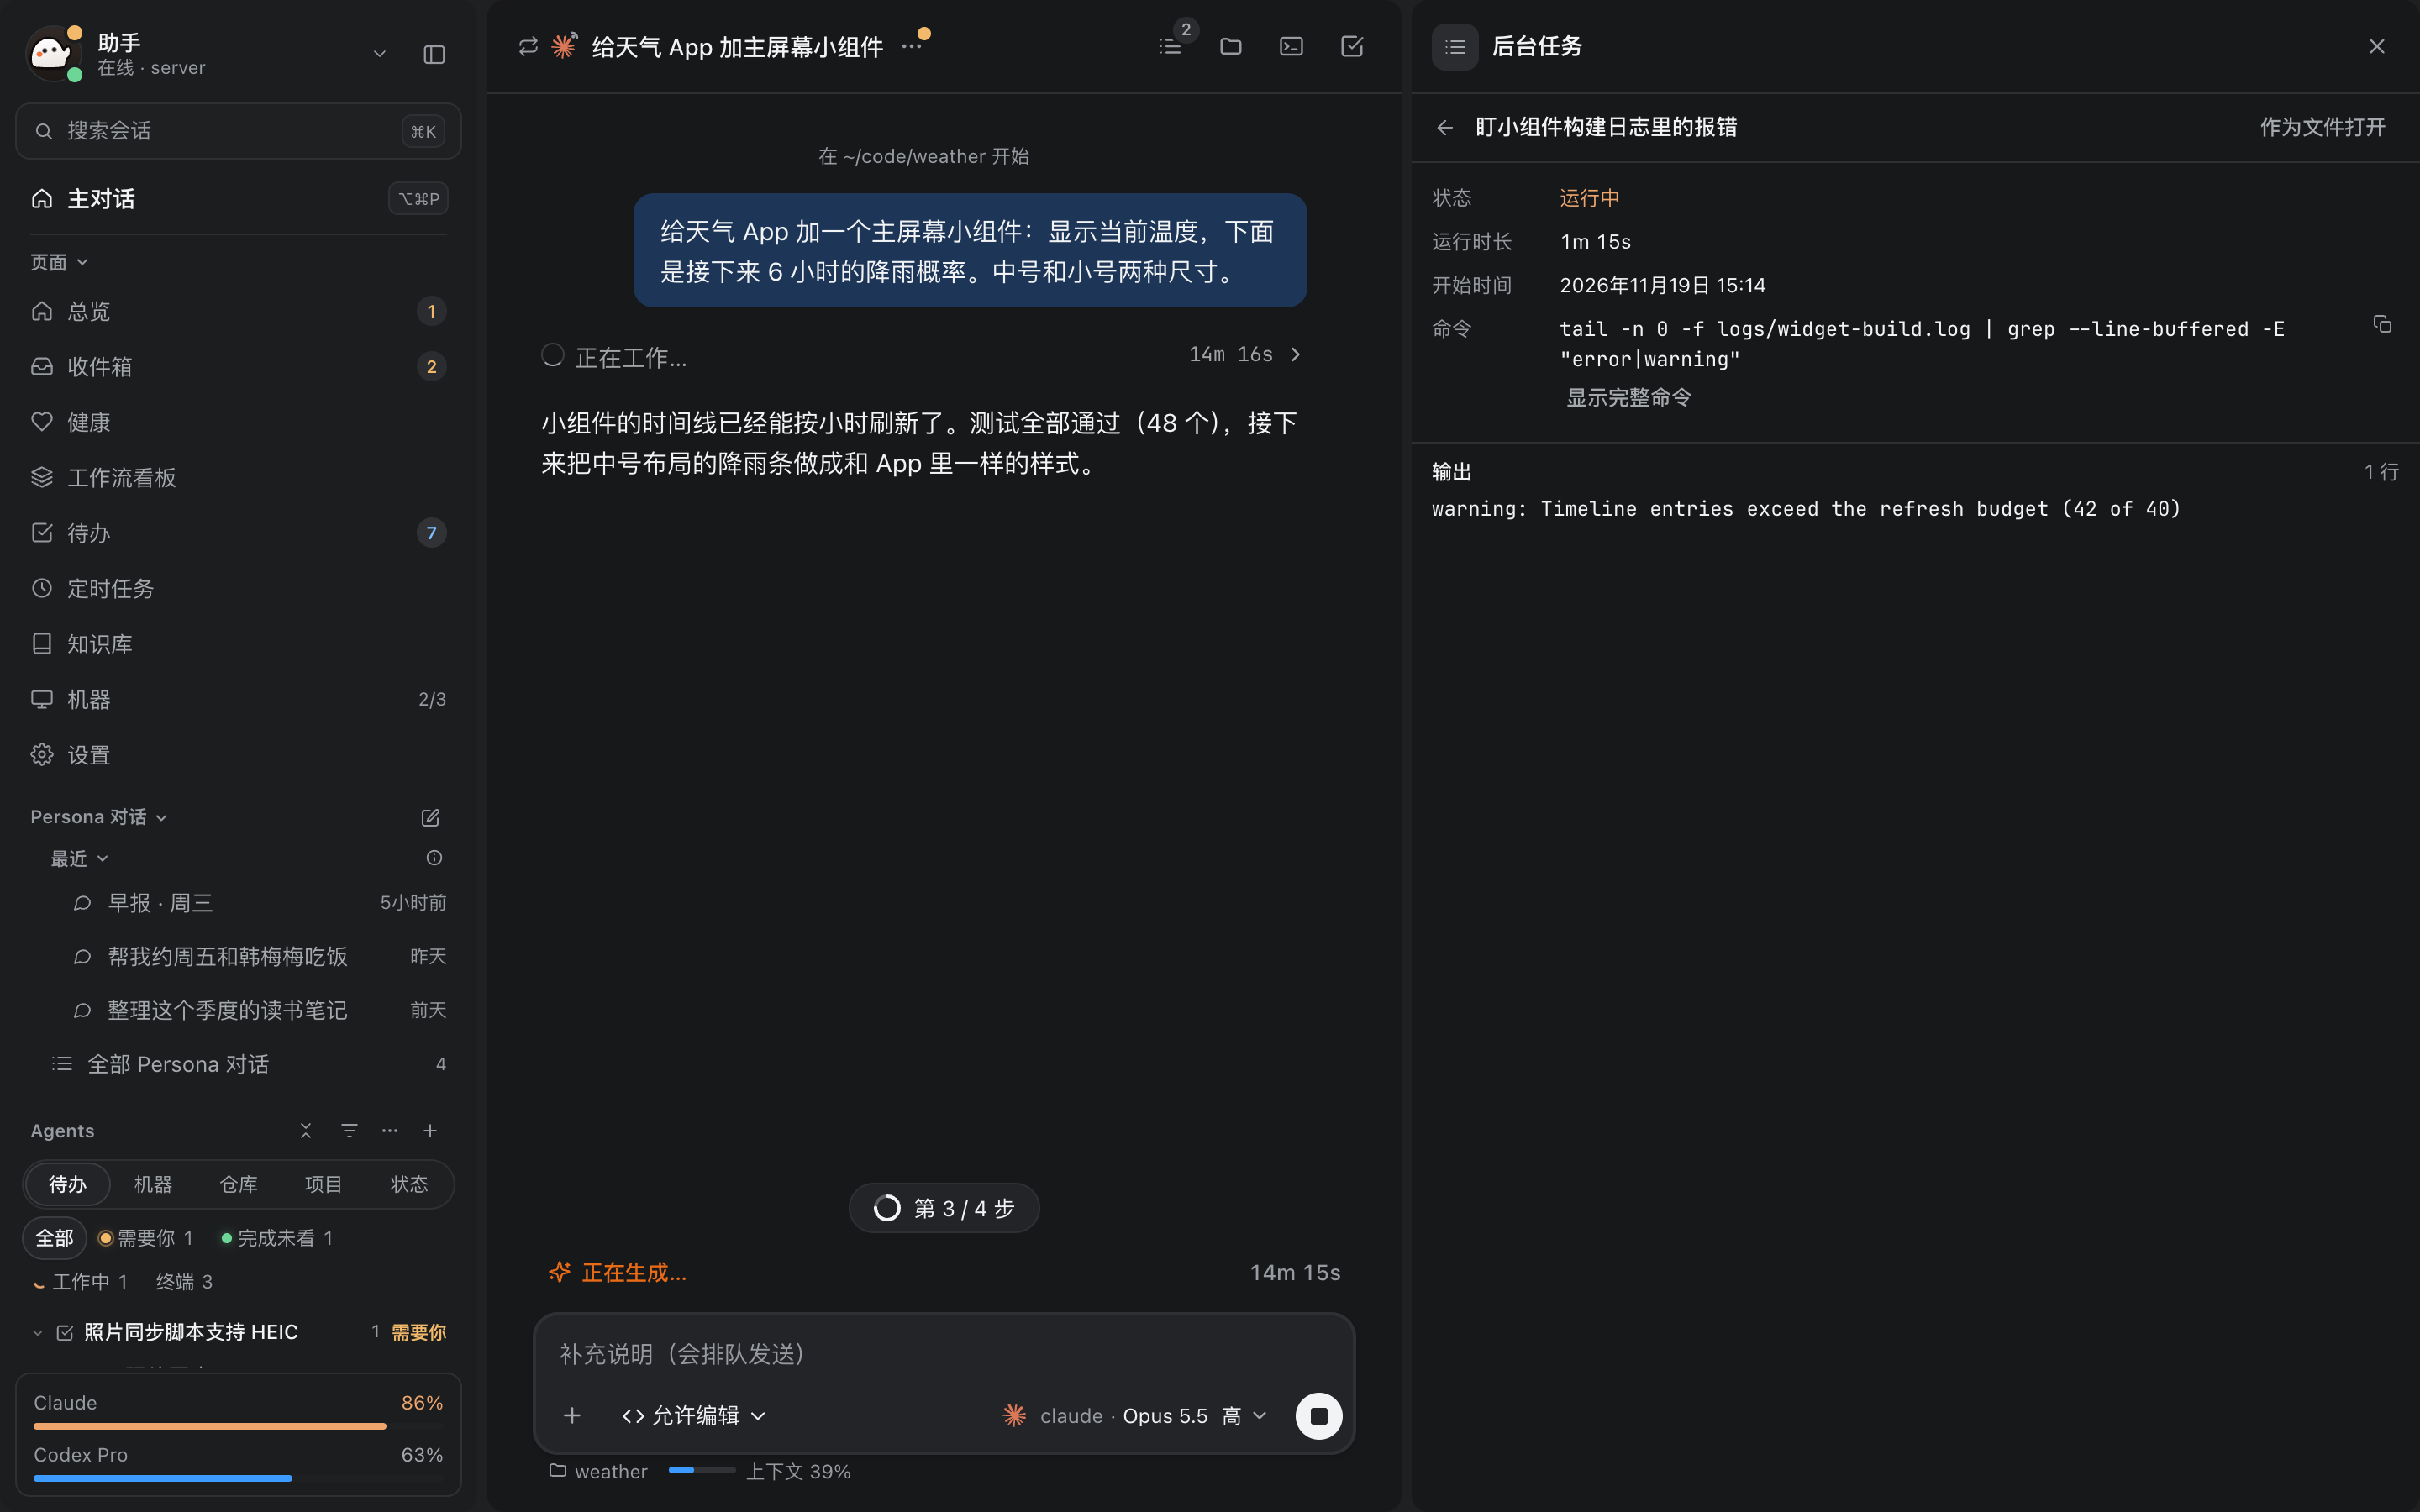 助手
在线 · server
搜索会话
⌘K
主对话
⌥⌘P
页面
总览
1
收件箱
2
健康
工作流看板
待办
7
定时任务
知识库
机器
2/3
设置
Persona 对话
最近
早报 · 周三
5小时前
帮我约周五和韩梅梅吃饭
昨天
整理这个季度的读书笔记
前天
全部 Persona 对话
4
Agents
待办
机器
仓库
项目
状态
全部
需要你 1
完成未看 1
工作中 1
终端 3
照片同步脚本支持 HEIC
1 需要你
Claude
86%
Codex Pro
63%
给天气 App 加主屏幕小组件
2
在 ~/code/weather 开始
给天气 App 加一个主屏幕小组件：显示当前温度，下面
是接下来 6 小时的降雨概率。中号和小号两种尺寸。
正在工作...
14m 16s
小组件的时间线已经能按小时刷新了。测试全部通过（48 个），接下
来把中号布局的降雨条做成和 App 里一样的样式。
第 3 / 4 步
正在生成...
14m 15s
补充说明（会排队发送）
允许编辑
claude · Opus 5.5 高
weather
上下文 39%
后台任务
盯小组件构建日志里的报错
作为文件打开
状态
运行中
运行时长
1m 15s
开始时间
2026年11月19日 15:14
命令
tail -n 0 -f logs/widget-build.log | grep --line-buffered -E
"error|warning"
显示完整命令
输出
1 行
warning: Timeline entries exceed the refresh budget (42 of 40)